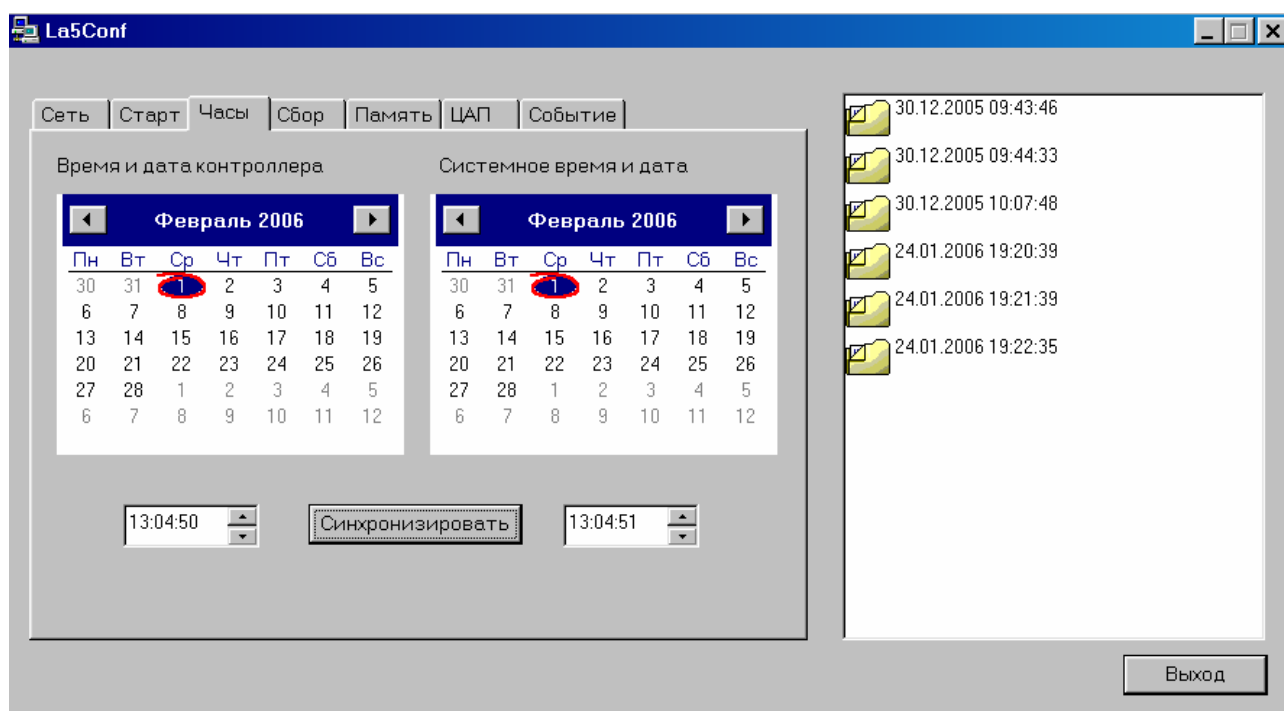 La5Conf
Сеть Старт Часы Сбор Память ЦАП Событие
Время и дата контроллера
Февраль 2006
Пн Вт Ср Чт Пт Сб Вс
30 31 1 2 3 4 5
6 7 8 9 10 11 12
13 14 15 16 17 18 19
20 21 22 23 24 25 26
27 28 1 2 3 4 5
6 7 8 9 10 11 12
13:04:50
Синхронизировать
Системное время и дата
Февраль 2006
Пн Вт Ср Чт Пт Сб Вс
30 31 1 2 3 4 5
6 7 8 9 10 11 12
13 14 15 16 17 18 19
20 21 22 23 24 25 26
27 28 1 2 3 4 5
6 7 8 9 10 11 12
13:04:51
30.12.2005 09:43:46
30.12.2005 09:44:33
30.12.2005 10:07:48
24.01.2006 19:20:39
24.01.2006 19:21:39
24.01.2006 19:22:35
Выход